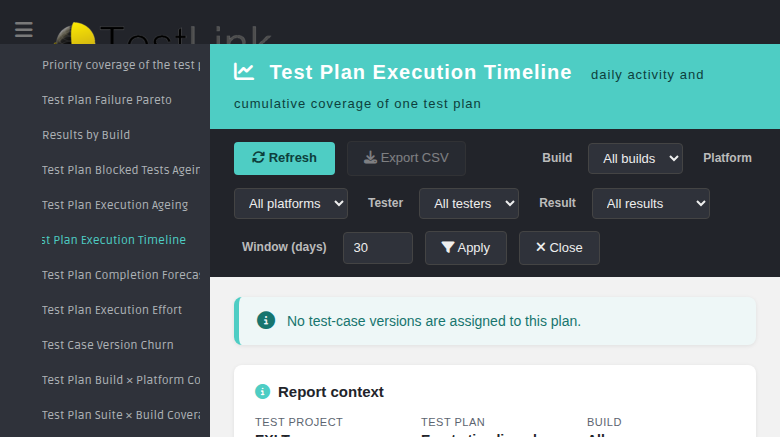 TestLink
Priority coverage of the test p
Test Plan Failure Pareto
Results by Build
Test Plan Blocked Tests Agein
Test Plan Execution Ageing
st Plan Execution Timeline
Test Plan Completion Forecas
Test Plan Execution Effort
Test Case Version Churn
Test Plan Build × Platform Co
Test Plan Suite × Build Covera
Test Plan Execution Timeline daily activity and
cumulative coverage of one test plan
Refresh Export CSV Build All builds Platform
All platforms Tester All testers Result All results
Window (days) 30 Apply Close
No test-case versions are assigned to this plan.
Report context
TEST PROJECT TEST PLAN BUILD